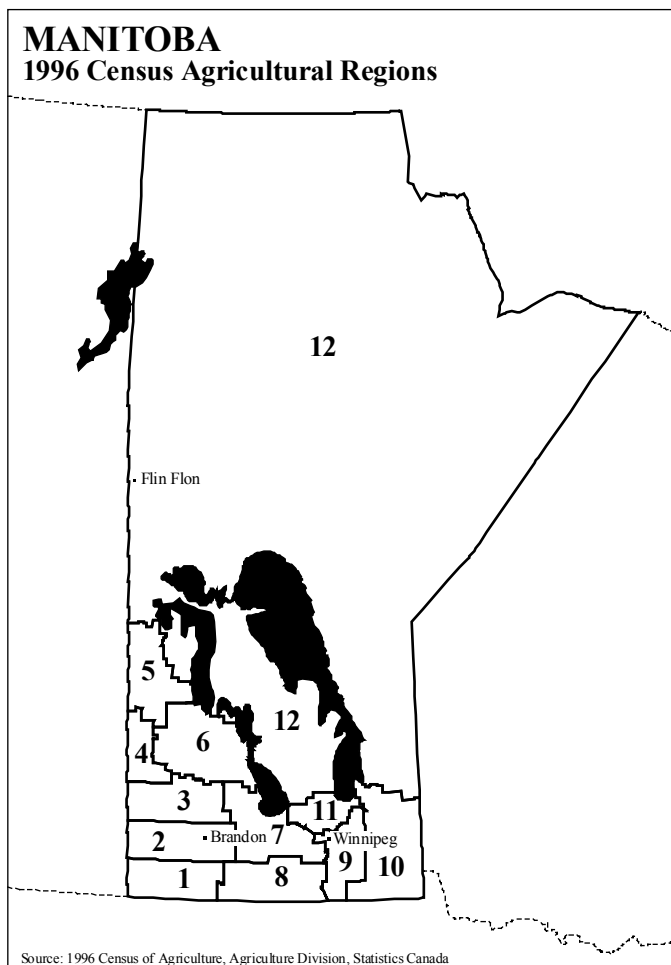 MANITOBA
1996 Census Agricultural Regions
12
Flin Flon
5
12
6
4
3
11
7
2
Brandon
Winnipeg
9
10
1
8
Source: 1996 Census of Agriculture, Agriculture Division, Statistics Canada